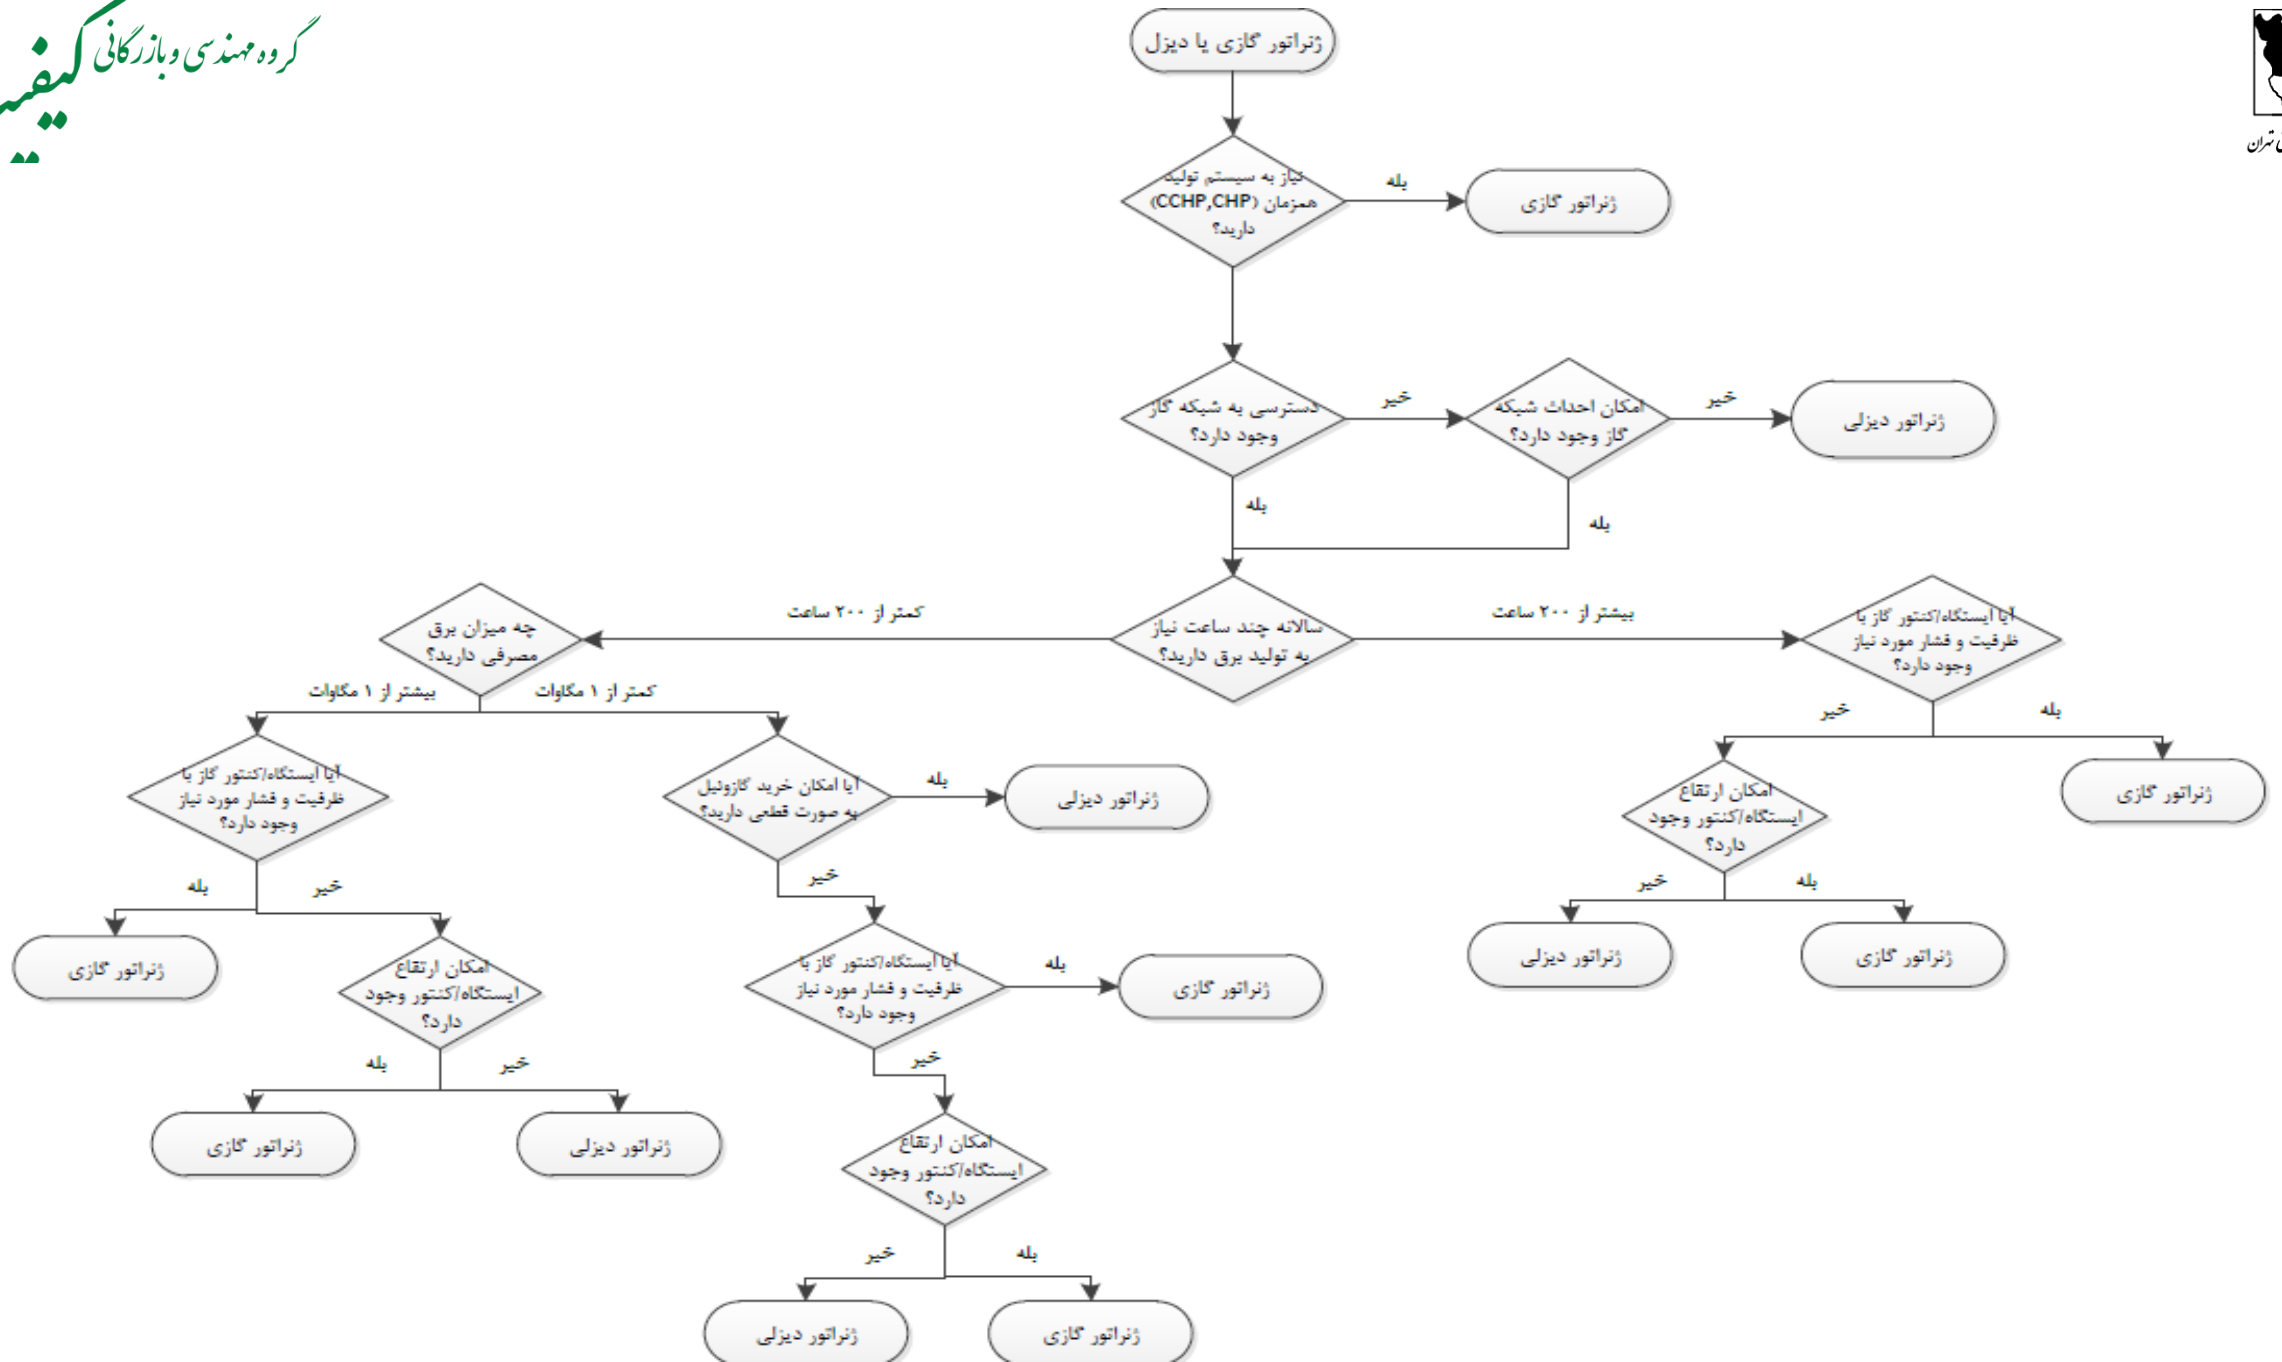 گروه مهندسی و بازرگانی
ژنراتور گازی یا دیزل
نیاز به سیستم تولید
همزمان (CCHP,CHP)
دارید؟
بله
ژنراتور گازی
دسترسی به شبکه گاز
وجود دارد؟
خیر
امکان احداث شبکه
گاز وجود دارد؟
خیر
ژنراتور دیزلی
بله
بله
سالانه چند ساعت نیاز
به تولید برق دارید؟
بیشتر از ۲۰۰ ساعت
آیا ایستگاه/کنتور گاز با
ظرفیت و فشار مورد نیاز
وجود دارد؟
بله
ژنراتور گازی
خیر
امکان ارتقاع
ایستگاه/کنتور وجود
دارد؟
بله
ژنراتور گازی
خیر
ژنراتور دیزلی
کمتر از ۲۰۰ ساعت
چه میزان برق
مصرفی دارید؟
کمتر از ۱ مگاوات
آیا امکان خرید گازوئیل
به صورت قطعی دارید؟
بله
ژنراتور دیزلی
خیر
آیا ایستگاه/کنتور گاز با
ظرفیت و فشار مورد نیاز
وجود دارد؟
بله
ژنراتور گازی
خیر
امکان ارتقاع
ایستگاه/کنتور وجود
دارد؟
بله
ژنراتور گازی
خیر
ژنراتور دیزلی
بیشتر از ۱ مگاوات
آیا ایستگاه/کنتور گاز با
ظرفیت و فشار مورد نیاز
وجود دارد؟
خیر
امکان ارتقاع
ایستگاه/کنتور وجود
دارد؟
خیر
ژنراتور دیزلی
بله
ژنراتور گازی
بله
ژنراتور گازی
تهران